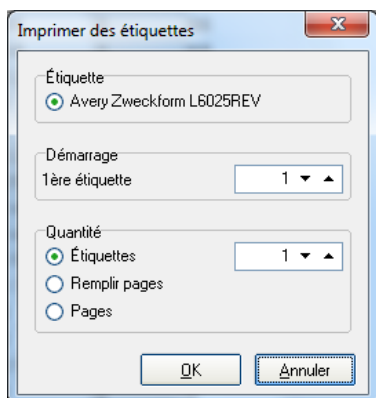 Imprimer des étiquettes
Étiquette
Avery Zweckform L6025REV
Démarrage
1ère étiquette 1
Quantité
Étiquettes 1
Remplir pages
Pages
OK Annuler